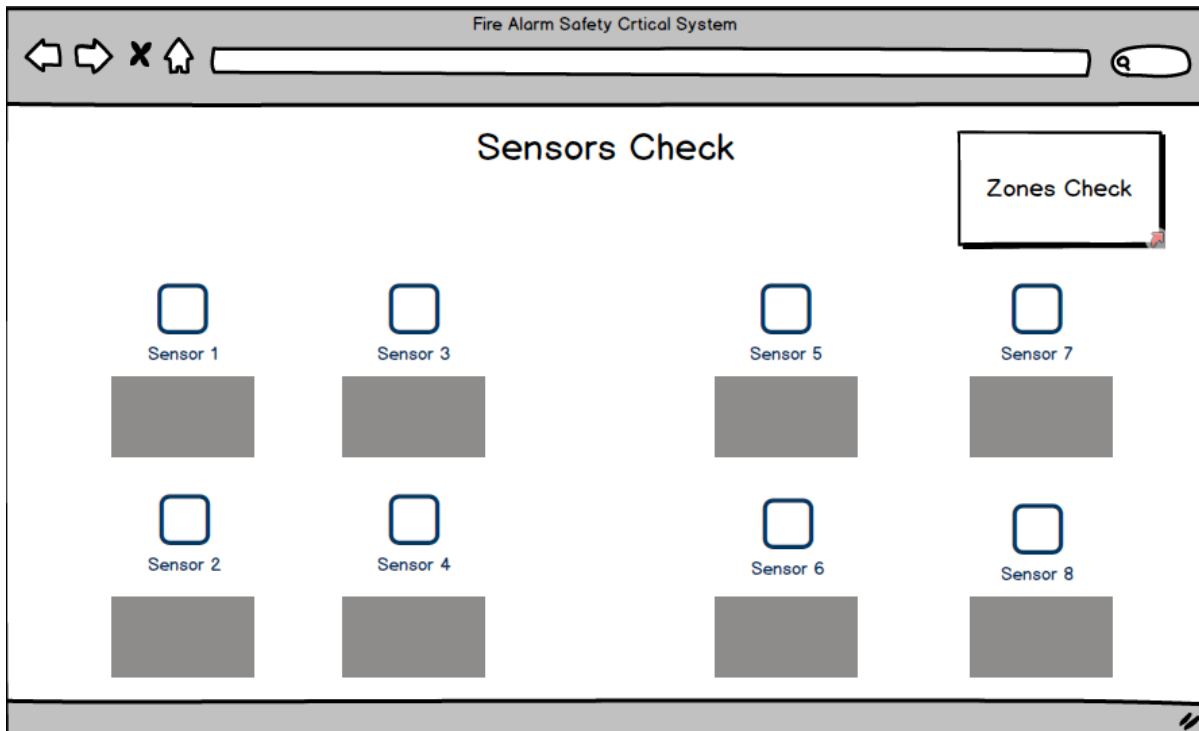 Fire Alarm Safety Crtical System
Sensors Check
Zones Check
Sensor 1
Sensor 3
Sensor 5
Sensor 7
Sensor 2
Sensor 4
Sensor 6
Sensor 8